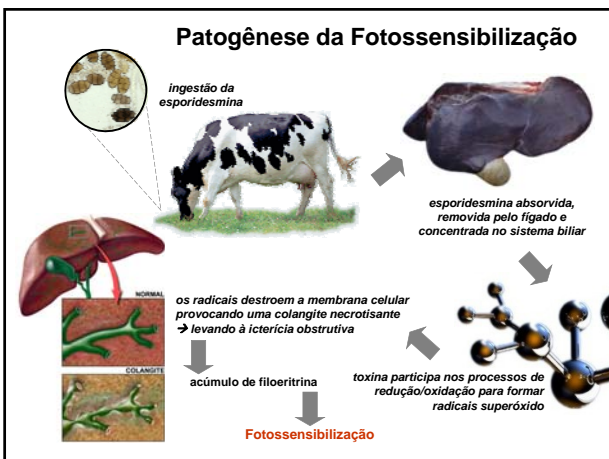 Patogênese da Fotossensibilização
ingestão da
esporidesmina
esporidesmina absorvida,
removida pelo fígado e
concentrada no sistema biliar
toxina participa nos processos de
redução/oxidação para formar
radicais superóxido
os radicais destroem a membrana celular
provocando uma colangite necrotisante
→ levando à icterícia obstrutiva
NORMAL
COLANGITE
acúmulo de filoeritrina
Fotossensibilização